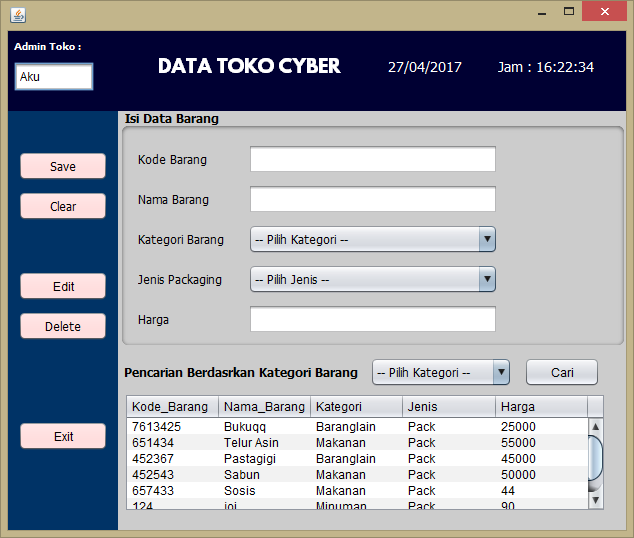 Admin Toko :
Aku
DATA TOKO CYBER
27/04/2017
Jam : 16:22:34
Isi Data Barang
Save
Kode Barang
Clear
Nama Barang
Kategori Barang
-- Pilih Kategori --
Edit
Jenis Packaging
-- Pilih Jenis --
Delete
Harga
Pencarian Berdasrkan Kategori Barang
-- Pilih Kategori --
Cari
Exit
Kode_Barang Nama_Barang Kategori Jenis Harga
7613425 Bukuqq Baranglain Pack 25000
651434 Telur Asin Makanan Pack 55000
452367 Pastagigi Baranglain Pack 45000
452543 Sabun Makanan Pack 50000
657433 Sosis Makanan Pack 44
124 joi Minuman Pack 90